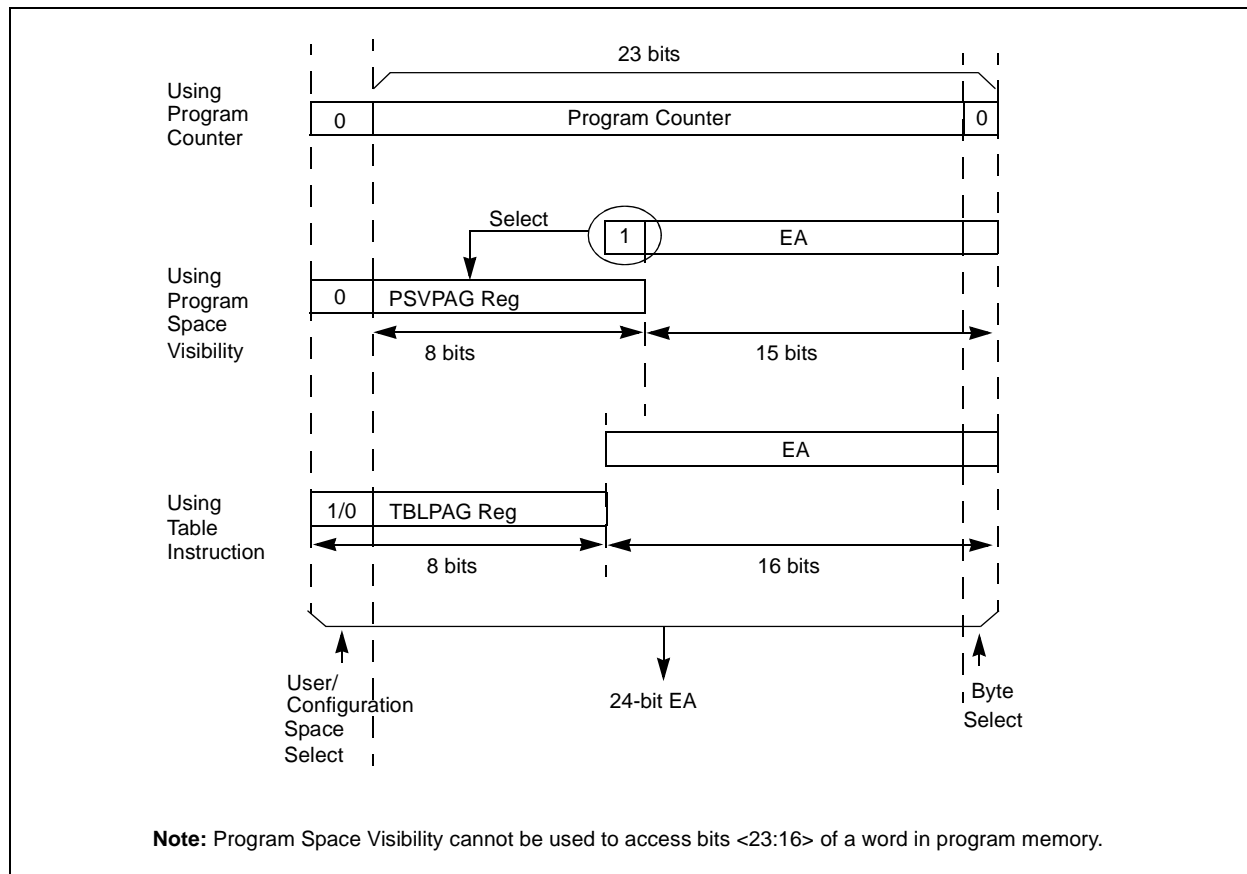 23 bits
Using
Program
Counter
0
Program Counter
0
Select
1
EA
Using
Program
Space
Visibility
0
PSVPAG Reg
8 bits
15 bits
EA
Using
Table
Instruction
1/0
TBLPAG Reg
8 bits
16 bits
User/
Configuration
Space
Select
24-bit EA
Byte
Select
Note: Program Space Visibility cannot be used to access bits <23:16> of a word in program memory.